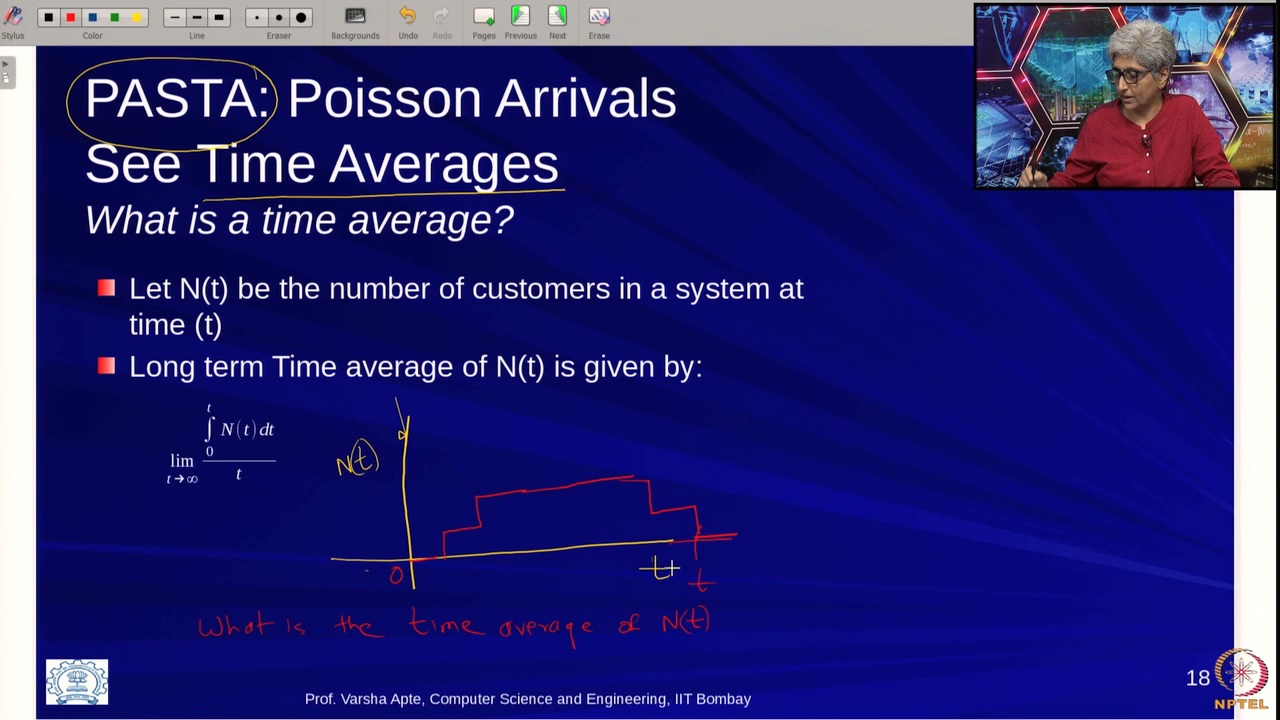 Stylus
Color
Line
Eraser
Backgrounds
Undo
Redo
Pages
Previous
Next
Erase
PASTA: Poisson Arrivals
See Time Averages
What is a time average?
Let N(t) be the number of customers in a system at
time (t)
Long term Time average of N(t) is given by:
lim t→∞ ∫ 0 t N(t) dt / t
N(t)
0
t
t
What is the time average of N(t)
Prof. Varsha Apte, Computer Science and Engineering, IIT Bombay
18
NPTEL